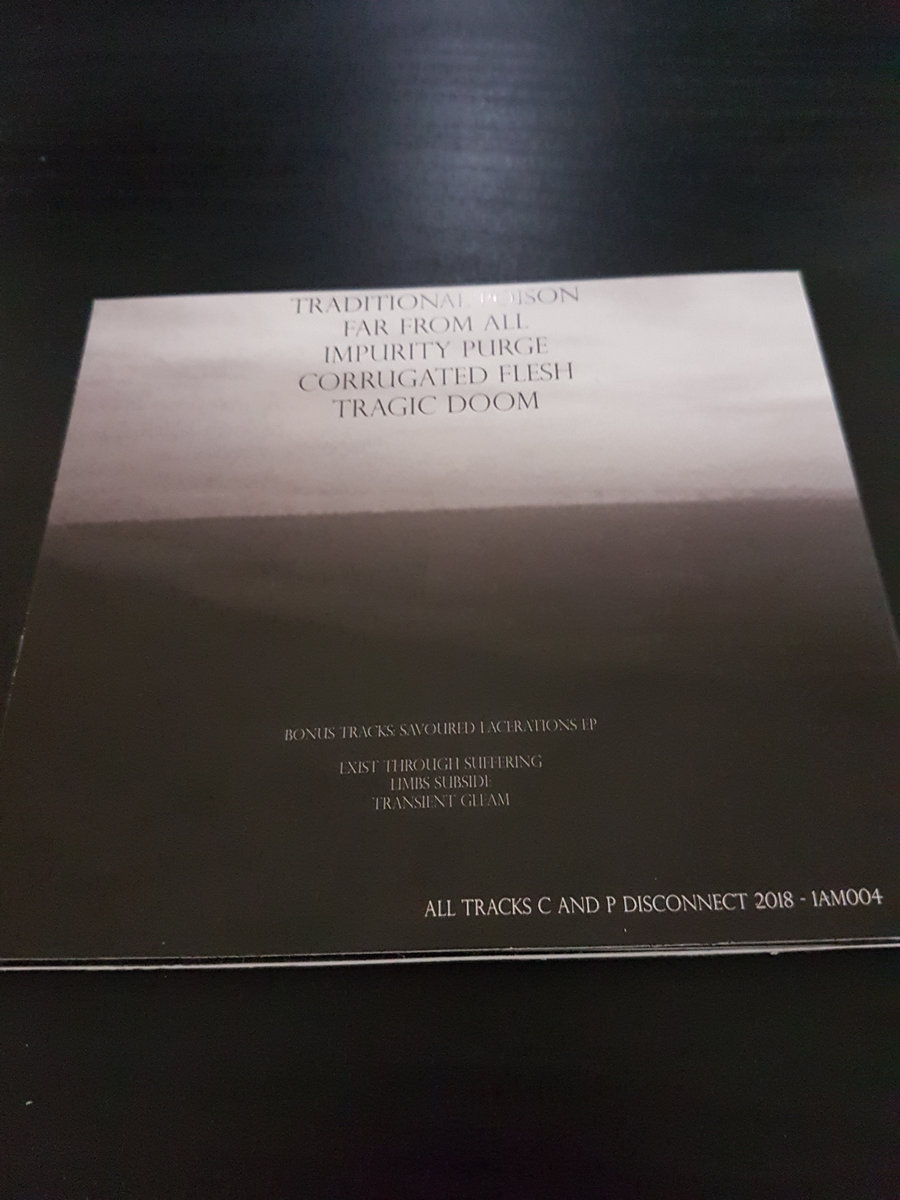 TRADITIONAL POISON
FAR FROM ALL
IMPURITY PURGE
CORRUGATED FLESH
TRAGIC DOOM
BONUS TRACKS: SAVOURED LACERATIONS EP
EXIST THROUGH SUFFERING
LIMBS SUBSIDE
TRANSIENT GLEAM
ALL TRACKS C AND P DISCONNECT 2018 - IAM004